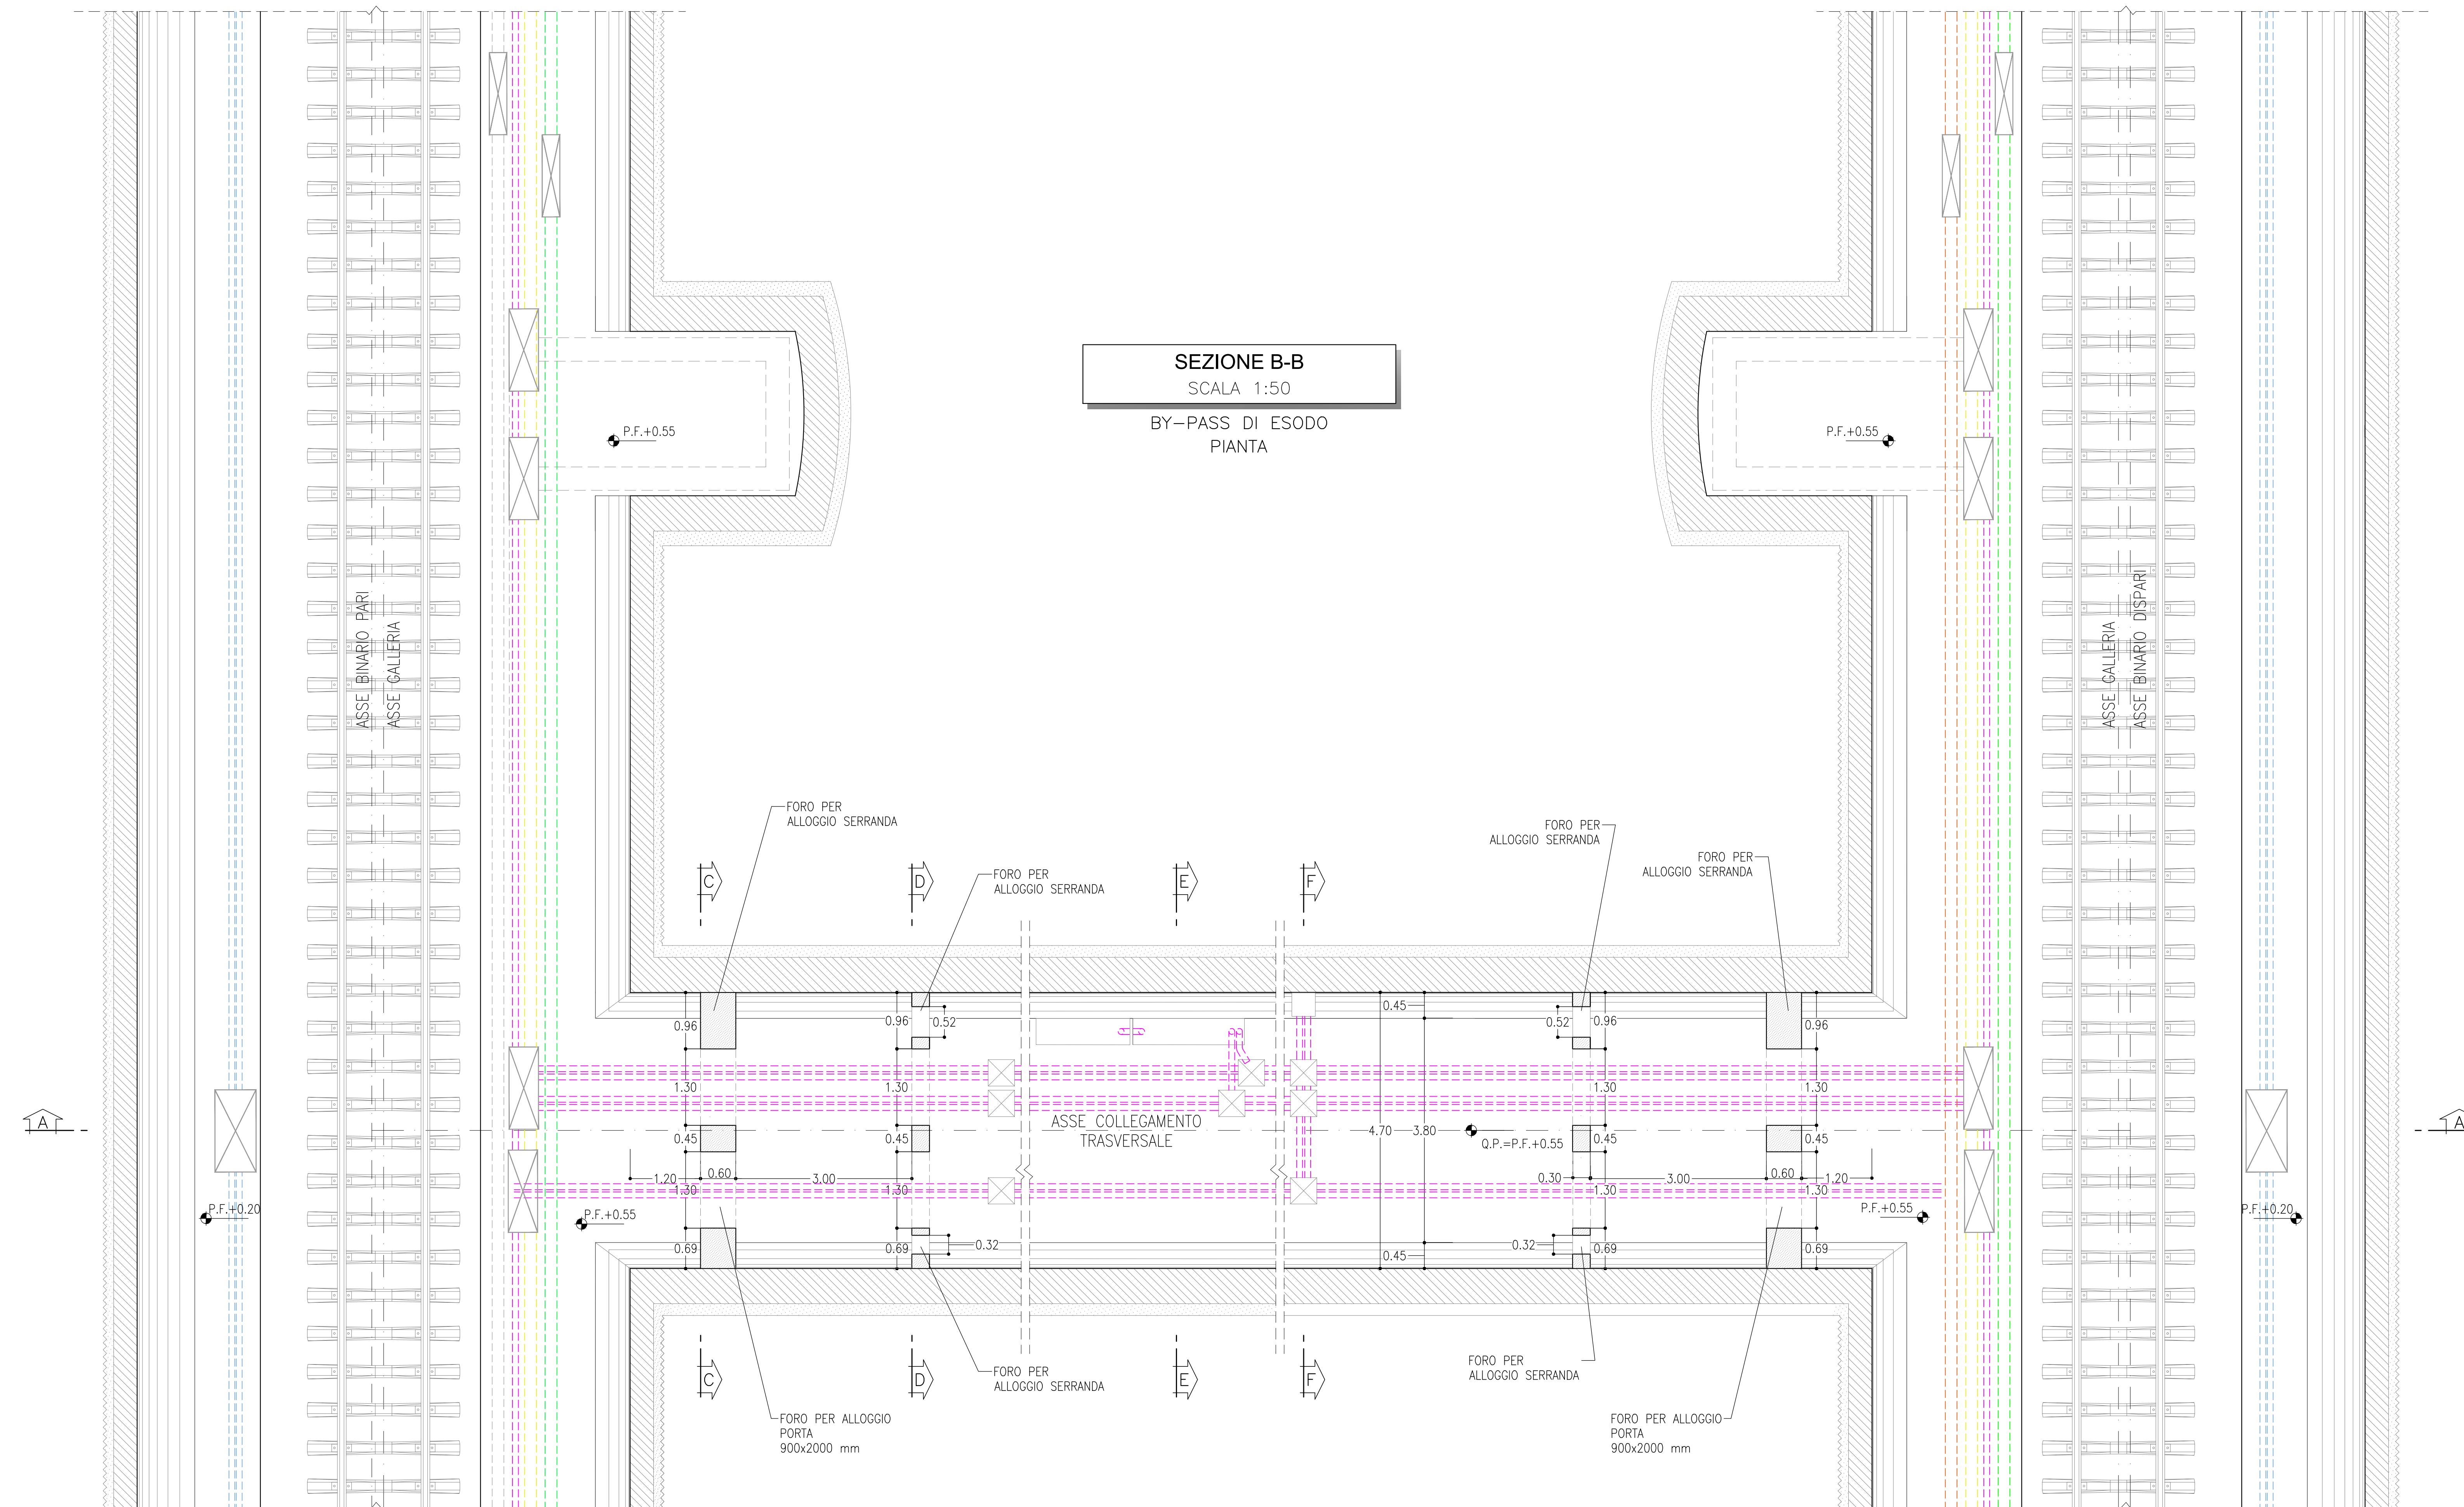 SEZIONE B-B
SCALA 1:50
BY-PASS DI ESODO
PIANTA
P.F.+0.55
P.F.+0.55
ASSE BINARIO PARI
ASSE GALLERIA
ASSE GALLERIA
ASSE BINARIO DISPARI
FORO PER
ALLOGGIO SERRANDA
FORO PER
ALLOGGIO SERRANDA
FORO PER
ALLOGGIO SERRANDA
FORO PER
ALLOGGIO SERRANDA
C
D
E
F
0.96
0.96
0.52
0.45
0.52
0.96
0.96
1.30
1.30
1.30
1.30
A
ASSE COLLEGAMENTO
TRASVERSALE
4.70
3.80
Q.P.=P.F.+0.55
A
0.45
0.45
0.45
0.45
1.20
0.60
3.00
0.30
3.00
0.60
1.20
1.30
1.30
1.30
1.30
P.F.+0.20
P.F.+0.55
P.F.+0.55
P.F.+0.20
0.69
0.69
0.32
0.45
0.32
0.69
0.69
C
D
E
F
FORO PER
ALLOGGIO SERRANDA
FORO PER
ALLOGGIO SERRANDA
FORO PER ALLOGGIO
PORTA
900x2000 mm
FORO PER ALLOGGIO
PORTA
900x2000 mm